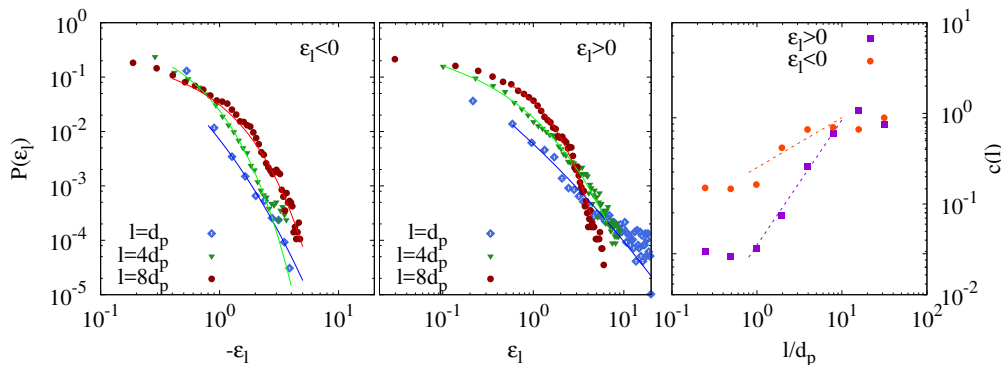 P(ε_l)
10^0
10^-1
10^-2
10^-3
10^-4
10^-5
ε_l<0
l=d_p
l=4d_p
l=8d_p
10^-1 10^0 10^1
-ε_l
ε_l>0
l=d_p
l=4d_p
l=8d_p
10^-1 10^0 10^1
ε_l
ε_l>0
ε_l<0
10^-1 10^0 10^1 10^2
l/d_p
10^1
10^0
10^-1
10^-2
c(l)